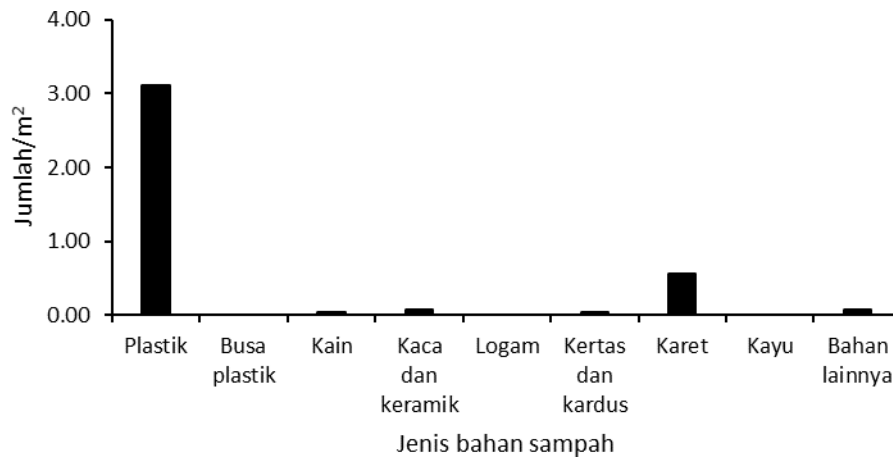 4.00
3.00
2.00
1.00
0.00
Jumlah/m²
Plastik
Busa
plastik
Kain
Kaca
dan
keramik
Logam
Kertas
dan
kardus
Karet
Kayu
Bahan
lainnya
Jenis bahan sampah